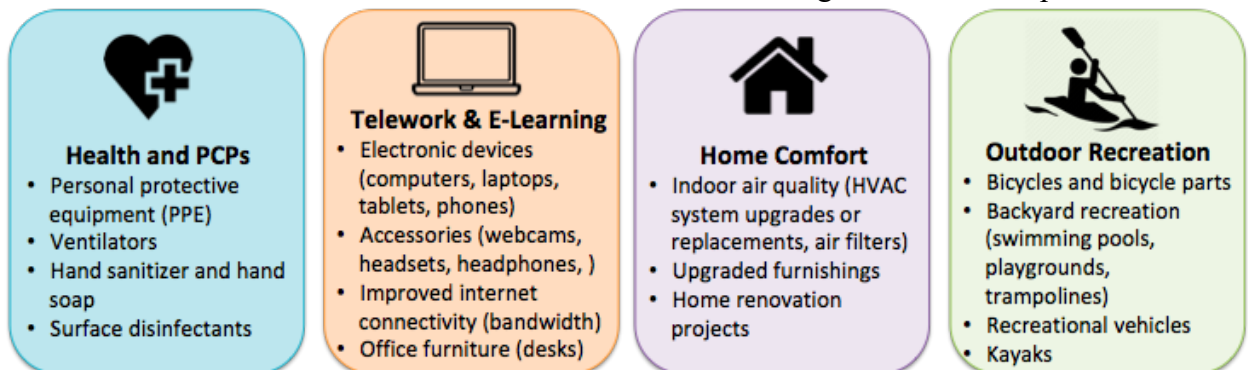 Health and PCPs
• Personal protective
equipment (PPE)
• Ventilators
• Hand sanitizer and hand
soap
• Surface disinfectants
Telework & E-Learning
• Electronic devices
(computers, laptops,
tablets, phones)
• Accessories (webcams,
headsets, headphones, )
• Improved internet
connectivity (bandwidth)
• Office furniture (desks)
Home Comfort
• Indoor air quality (HVAC
system upgrades or
replacements, air filters)
• Upgraded furnishings
• Home renovation
projects
Outdoor Recreation
• Bicycles and bicycle parts
• Backyard recreation
(swimming pools,
playgrounds,
trampolines)
• Recreational vehicles
• Kayaks